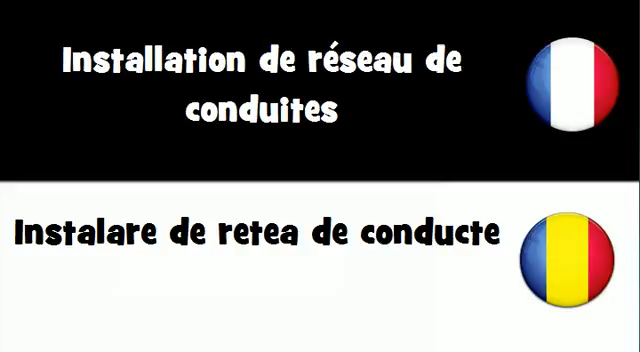 Installation de réseau de
conduites
Instalare de retea de conducte